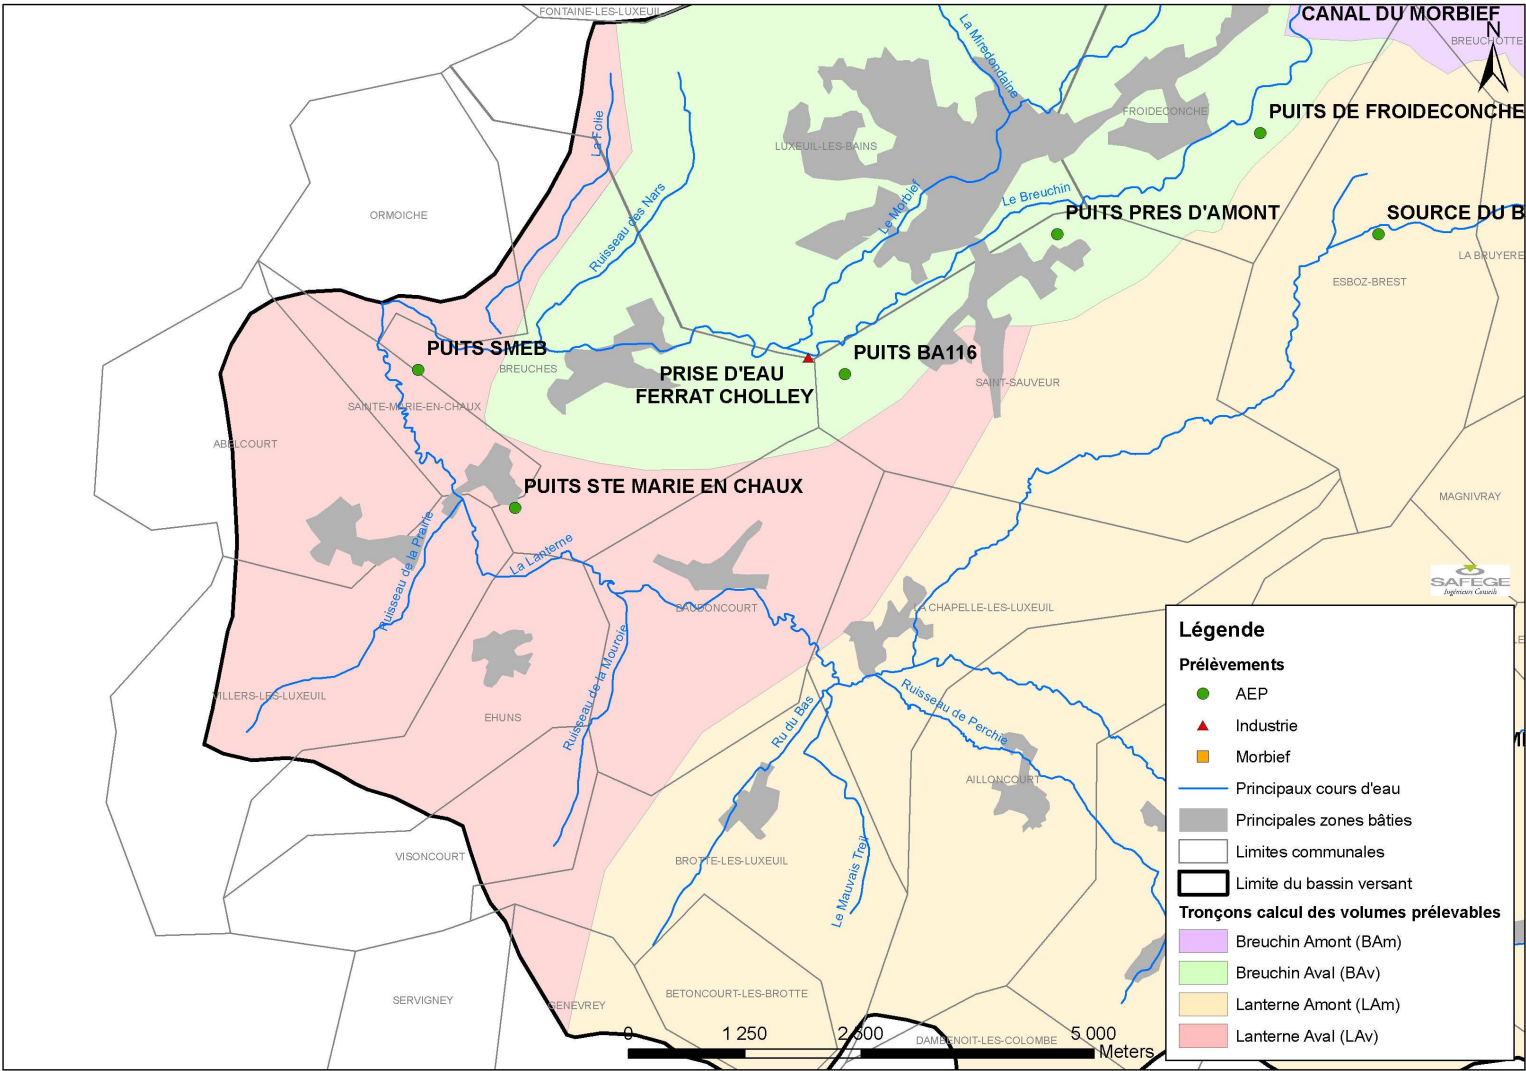 FONTAINE-LES-LUXEUIL
CANAL DU MORBIEF
N
BREUCHOTTE
La Miredondaine
La Folie
FROIDECONCHE
PUITS DE FROIDECONCHE
LUXEUIL-LES-BAINS
ORMOICHE
Ruisseau des Nars
Le Morbief
Le Breuchin
PUITS PRES D'AMONT
SOURCE DU B
LA BRUYERE
ESBOZ-BREST
PUITS SMEB
BREUCHES
PRISE D'EAU
FERRAT CHOLLEY
PUITS BA116
SAINT-SAUVEUR
SAINTE-MARIE-EN-CHAUX
ABELCOURT
PUITS STE MARIE EN CHAUX
MAGNIVRAY
Ruisseau de la Prairie
La Lanterne
SAFEGE
Ingénieurs Conseils
BAUDONCOURT
LA CHAPELLE-LES-LUXEUIL
Ruisseau de la Mouroie
VILLERS-LES-LUXEUIL
EHUNS
Ru du Bas
Ruisseau de Perchie
AILLONCOURT
VISONCOURT
BROTTE-LES-LUXEUIL
Le Mauvais Treil
SERVIGNEY
GENEVREY
BETONCOURT-LES-BROTTE
DAMBENOIT-LES-COLOMBE
0 1 250 2 500 5 000
Meters
Légende
Prélèvements
AEP
Industrie
Morbief
Principaux cours d'eau
Principales zones bâties
Limites communales
Limite du bassin versant
Tronçons calcul des volumes prélevables
Breuchin Amont (BAm)
Breuchin Aval (BAv)
Lanterne Amont (LAm)
Lanterne Aval (LAv)